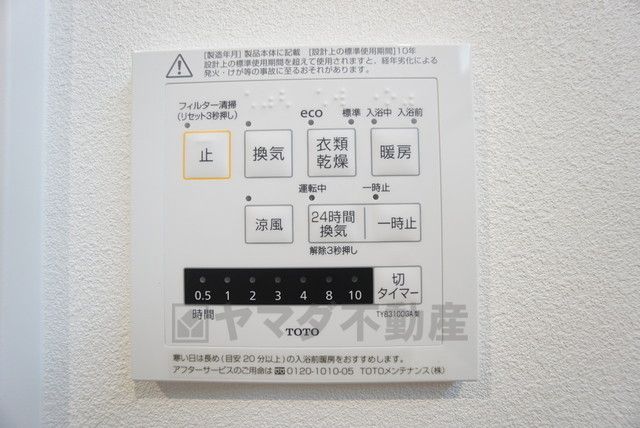 [製造年月] 製品本体に記載 [設計上の標準使用期間] 10年
設計上の標準使用期間を超えて使用されますと、経年劣化による
発火・けが等の事故に至るおそれがあります。
フィルター清掃
(リセット3秒押し)
eco 標準 入浴中 入浴前
止 換気 衣類乾燥 暖房
運転中 一時止
涼風 24時間換気 一時止
解除3秒押し
0.5 1 2 3 4 8 10 切タイマー
時間
TYB3100GA型
ヤマダ不動産
TOTO
寒い日は長め(目安20分以上)の入浴前暖房をおすすめします。
アフターサービスのご用命は 0120-1010-05 TOTOメンテナンス(株)